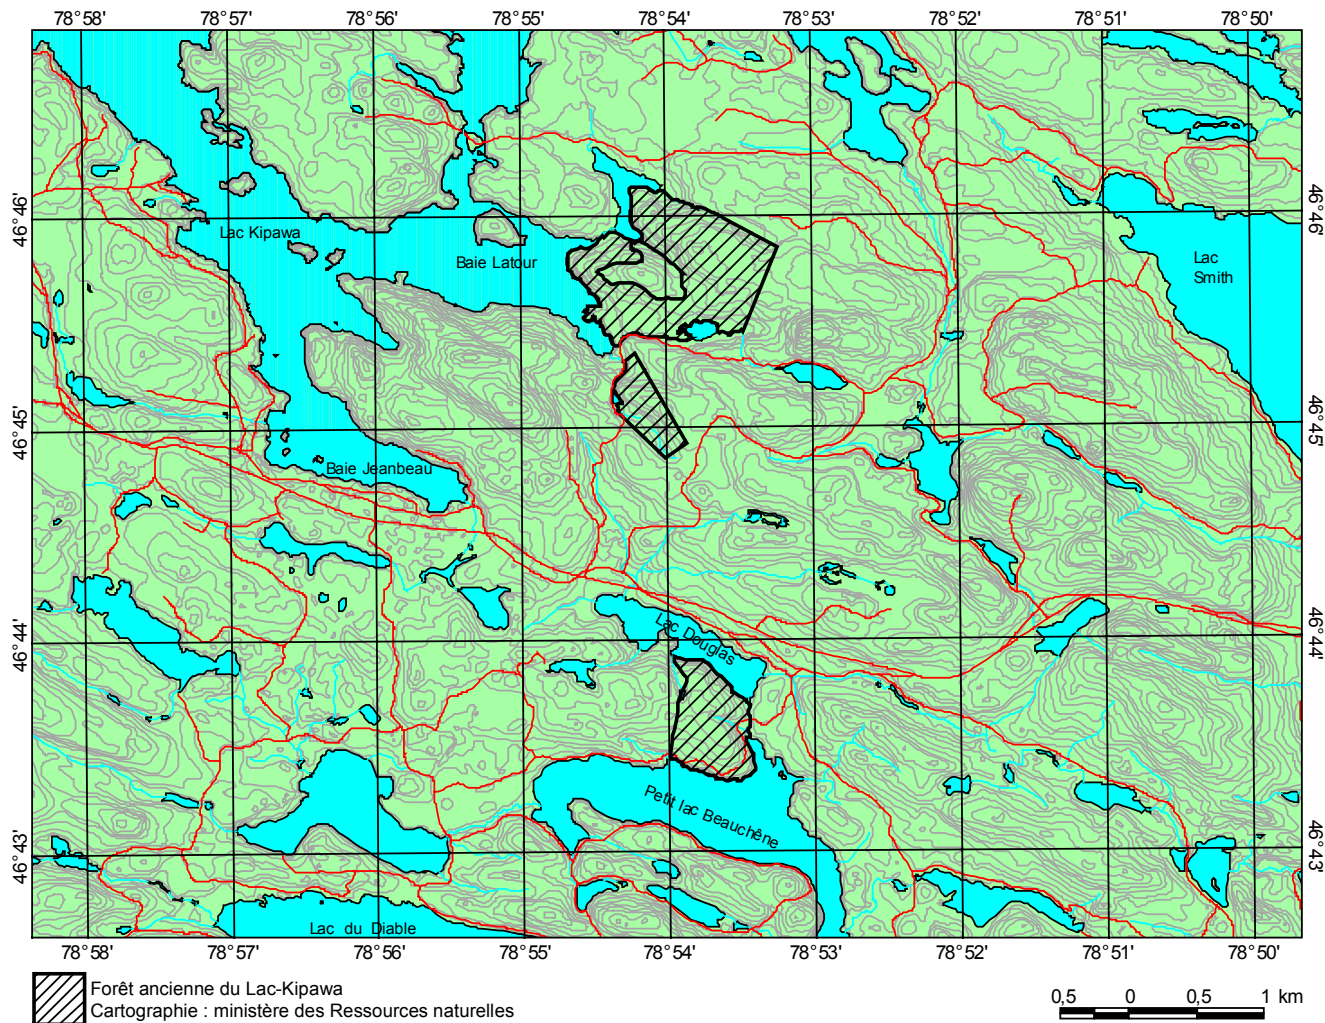 78°58' 78°57' 78°56' 78°55' 78°54' 78°53' 78°52' 78°51' 78°50'
46°46' 46°46'
Lac Kipawa
Baie Latour
Lac
Smith
46°45' 46°45'
Baie Jeanbeau
46°44' 46°44'
Lac Douglas
Petit lac Beauchêne
46°43' 46°43'
Lac du Diable
78°58' 78°57' 78°56' 78°55' 78°54' 78°53' 78°52' 78°51' 78°50'
Forêt ancienne du Lac-Kipawa
Cartographie : ministère des Ressources naturelles
0,5 0 0,5 1 km